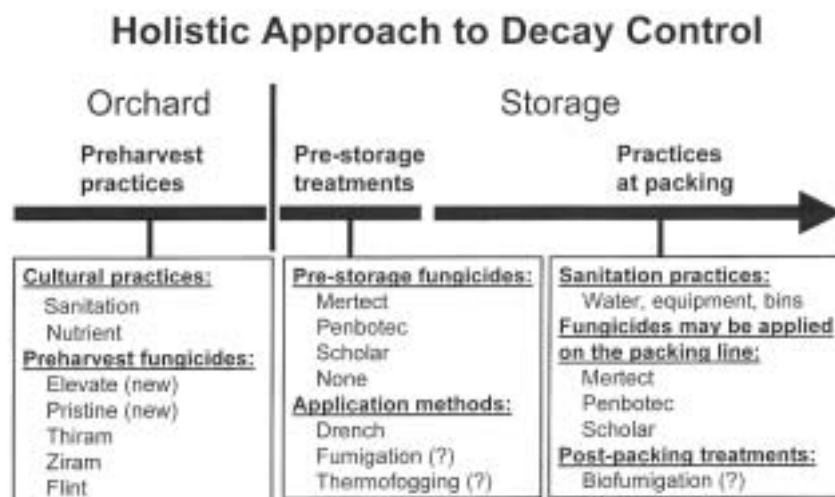 Holistic Approach to Decay Control
Orchard
Storage
Preharvest
practices
Pre-storage
treatments
Practices
at packing
Cultural practices:
Sanitation
Nutrient
Preharvest fungicides:
Elevate (new)
Pristine (new)
Thiram
Ziram
Flint
Pre-storage fungicides:
Mertect
Penbotec
Scholar
None
Application methods:
Drench
Fumigation (?)
Thermofogging (?)
Sanitation practices:
Water, equipment, bins
Fungicides may be applied
on the packing line:
Mertect
Penbotec
Scholar
Post-packing treatments:
Biofumigation (?)